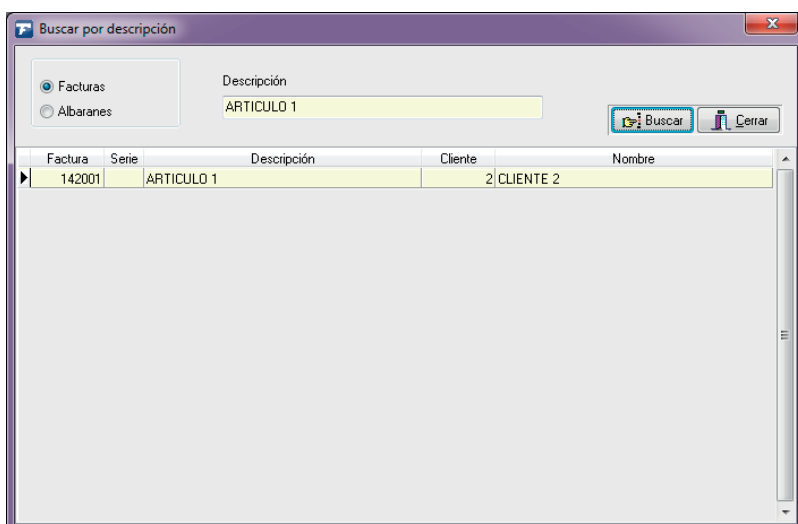 Buscar por descripción
Facturas
Albaranes
Descripción
ARTICULO 1
Buscar
Cerrar
Factura Serie Descripción Cliente Nombre
142001 ARTICULO 1 2 CLIENTE 2